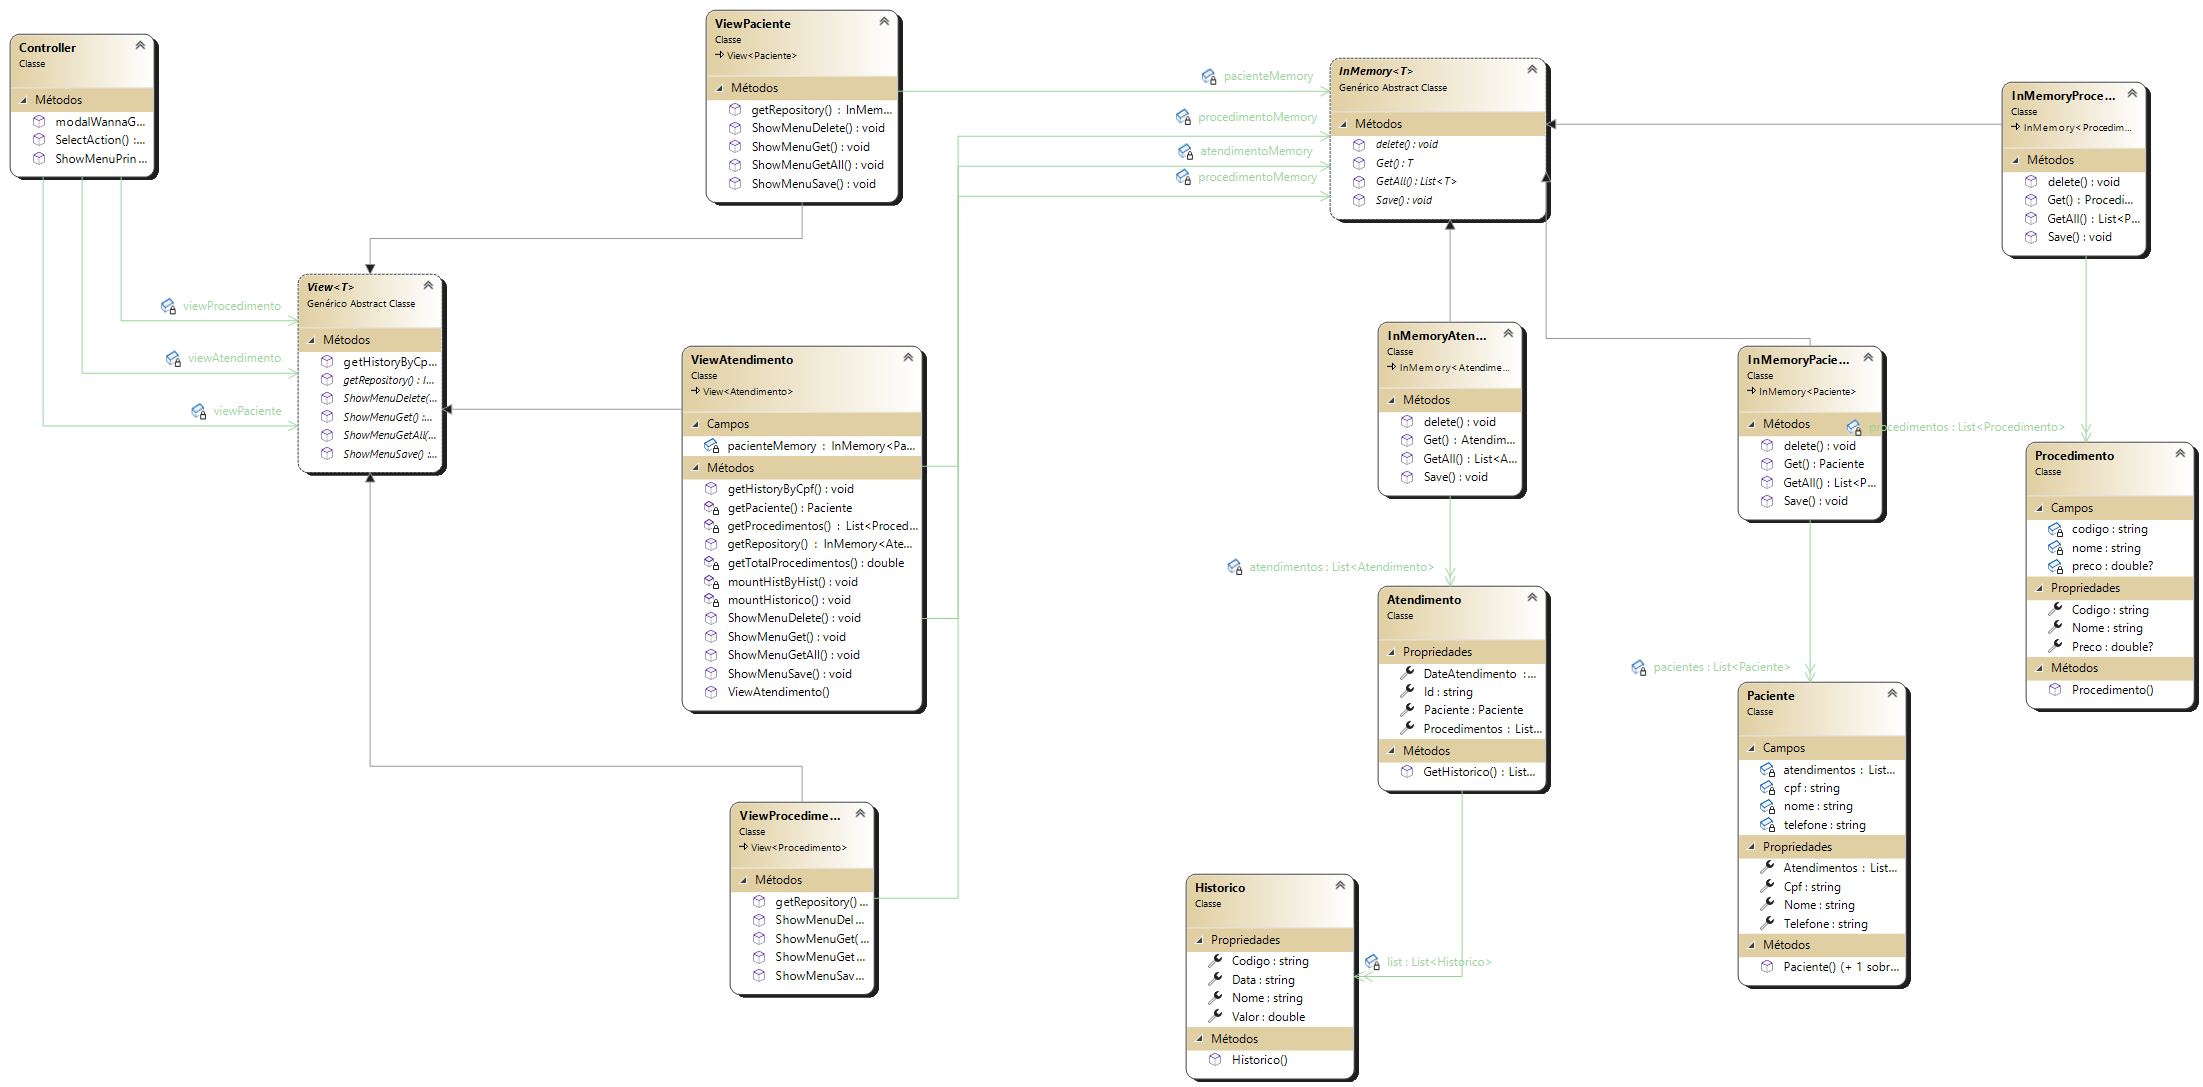 Controller
Classe
Métodos
modalWannaG...
SelectAction() :...
ShowMenuPrin...
ViewPaciente
Classe
View<Paciente>
Métodos
getRepository() : InMem...
ShowMenuDelete() : void
ShowMenuGet() : void
ShowMenuGetAll() : void
ShowMenuSave() : void
pacienteMemory
procedimentoMemory
atendimentoMemory
procedimentoMemory
InMemory<T>
Genérico Abstract Classe
Métodos
delete() : void
Get() : T
GetAll() : List<T>
Save() : void
InMemoryProce...
Classe
InMemory<Procedim...
Métodos
delete() : void
Get() : Procedi...
GetAll() : List<P...
Save() : void
viewProcedimento
viewAtendimento
viewPaciente
View<T>
Genérico Abstract Classe
Métodos
getHistoryByCp...
getRepository() : I...
ShowMenuDelete(...
ShowMenuGet() :...
ShowMenuGetAll(...
ShowMenuSave() :...
ViewAtendimento
Classe
View<Atendimento>
Campos
pacienteMemory : InMemory<Pa...
Métodos
getHistoryByCpf() : void
getPaciente() : Paciente
getProcedimentos() : List<Proced...
getRepository() : InMemory<Ate...
getTotalProcedimentos() : double
mountHistByHist() : void
mountHistorico() : void
ShowMenuDelete() : void
ShowMenuGet() : void
ShowMenuGetAll() : void
ShowMenuSave() : void
ViewAtendimento()
InMemoryAten...
Classe
InMemory<Atendime...
Métodos
delete() : void
Get() : Atendim...
GetAll() : List<A...
Save() : void
InMemoryPacie...
Classe
InMemory<Paciente>
Métodos
delete() : void
Get() : Paciente
GetAll() : List<P...
Save() : void
procedimentos : List<Procedimento>
Procedimento
Classe
Campos
codigo : string
nome : string
preco : double?
Propriedades
Codigo : string
Nome : string
Preco : double?
Métodos
Procedimento()
atendimentos : List<Atendimento>
Atendimento
Classe
Propriedades
DateAtendimento :...
Id : string
Paciente : Paciente
Procedimentos : List...
Métodos
GetHistorico() : List...
pacientes : List<Paciente>
Paciente
Classe
Campos
atendimentos : List...
cpf : string
nome : string
telefone : string
Propriedades
Atendimentos : List...
Cpf : string
Nome : string
Telefone : string
Métodos
Paciente() (+ 1 sobr...
ViewProcedime...
Classe
View<Procedimento>
Métodos
getRepository() ...
ShowMenuDel...
ShowMenuGet(...
ShowMenuGet...
ShowMenuSav...
Historico
Classe
Propriedades
Codigo : string
Data : string
Nome : string
Valor : double
Métodos
Historico()
list : List<Historico>